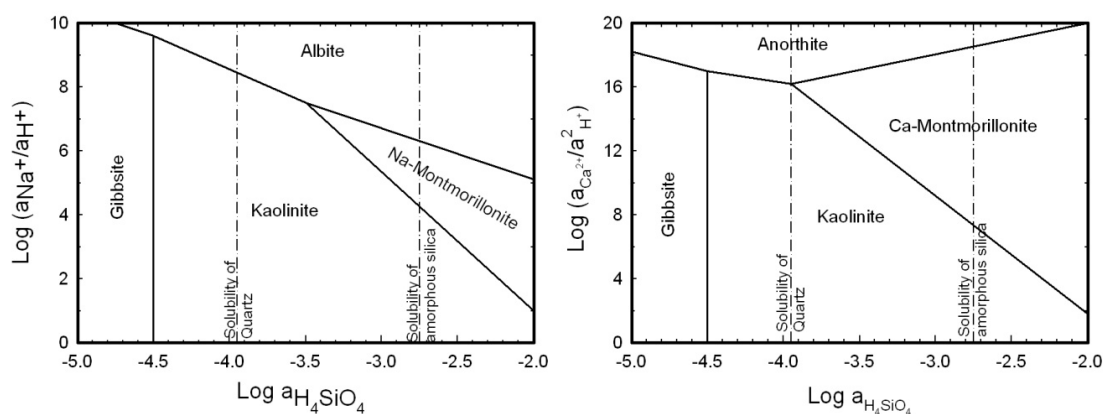 10
8
6
4
2
0
Log (aNa+/aH+)
Albite
Na-Montmorillonite
Gibbsite
Kaolinite
Solubility of
Quartz
Solubility of
amorphous silica
-5.0 -4.5 -4.0 -3.5 -3.0 -2.5 -2.0
Log aH4SiO4
20
16
12
8
4
0
Log (aCa2+/a2H+)
Anorthite
Ca-Montmorillonite
Gibbsite
Kaolinite
Solubility of
Quartz
Solubility of
amorphous silica
-5.0 -4.5 -4.0 -3.5 -3.0 -2.5 -2.0
Log aH4SiO4